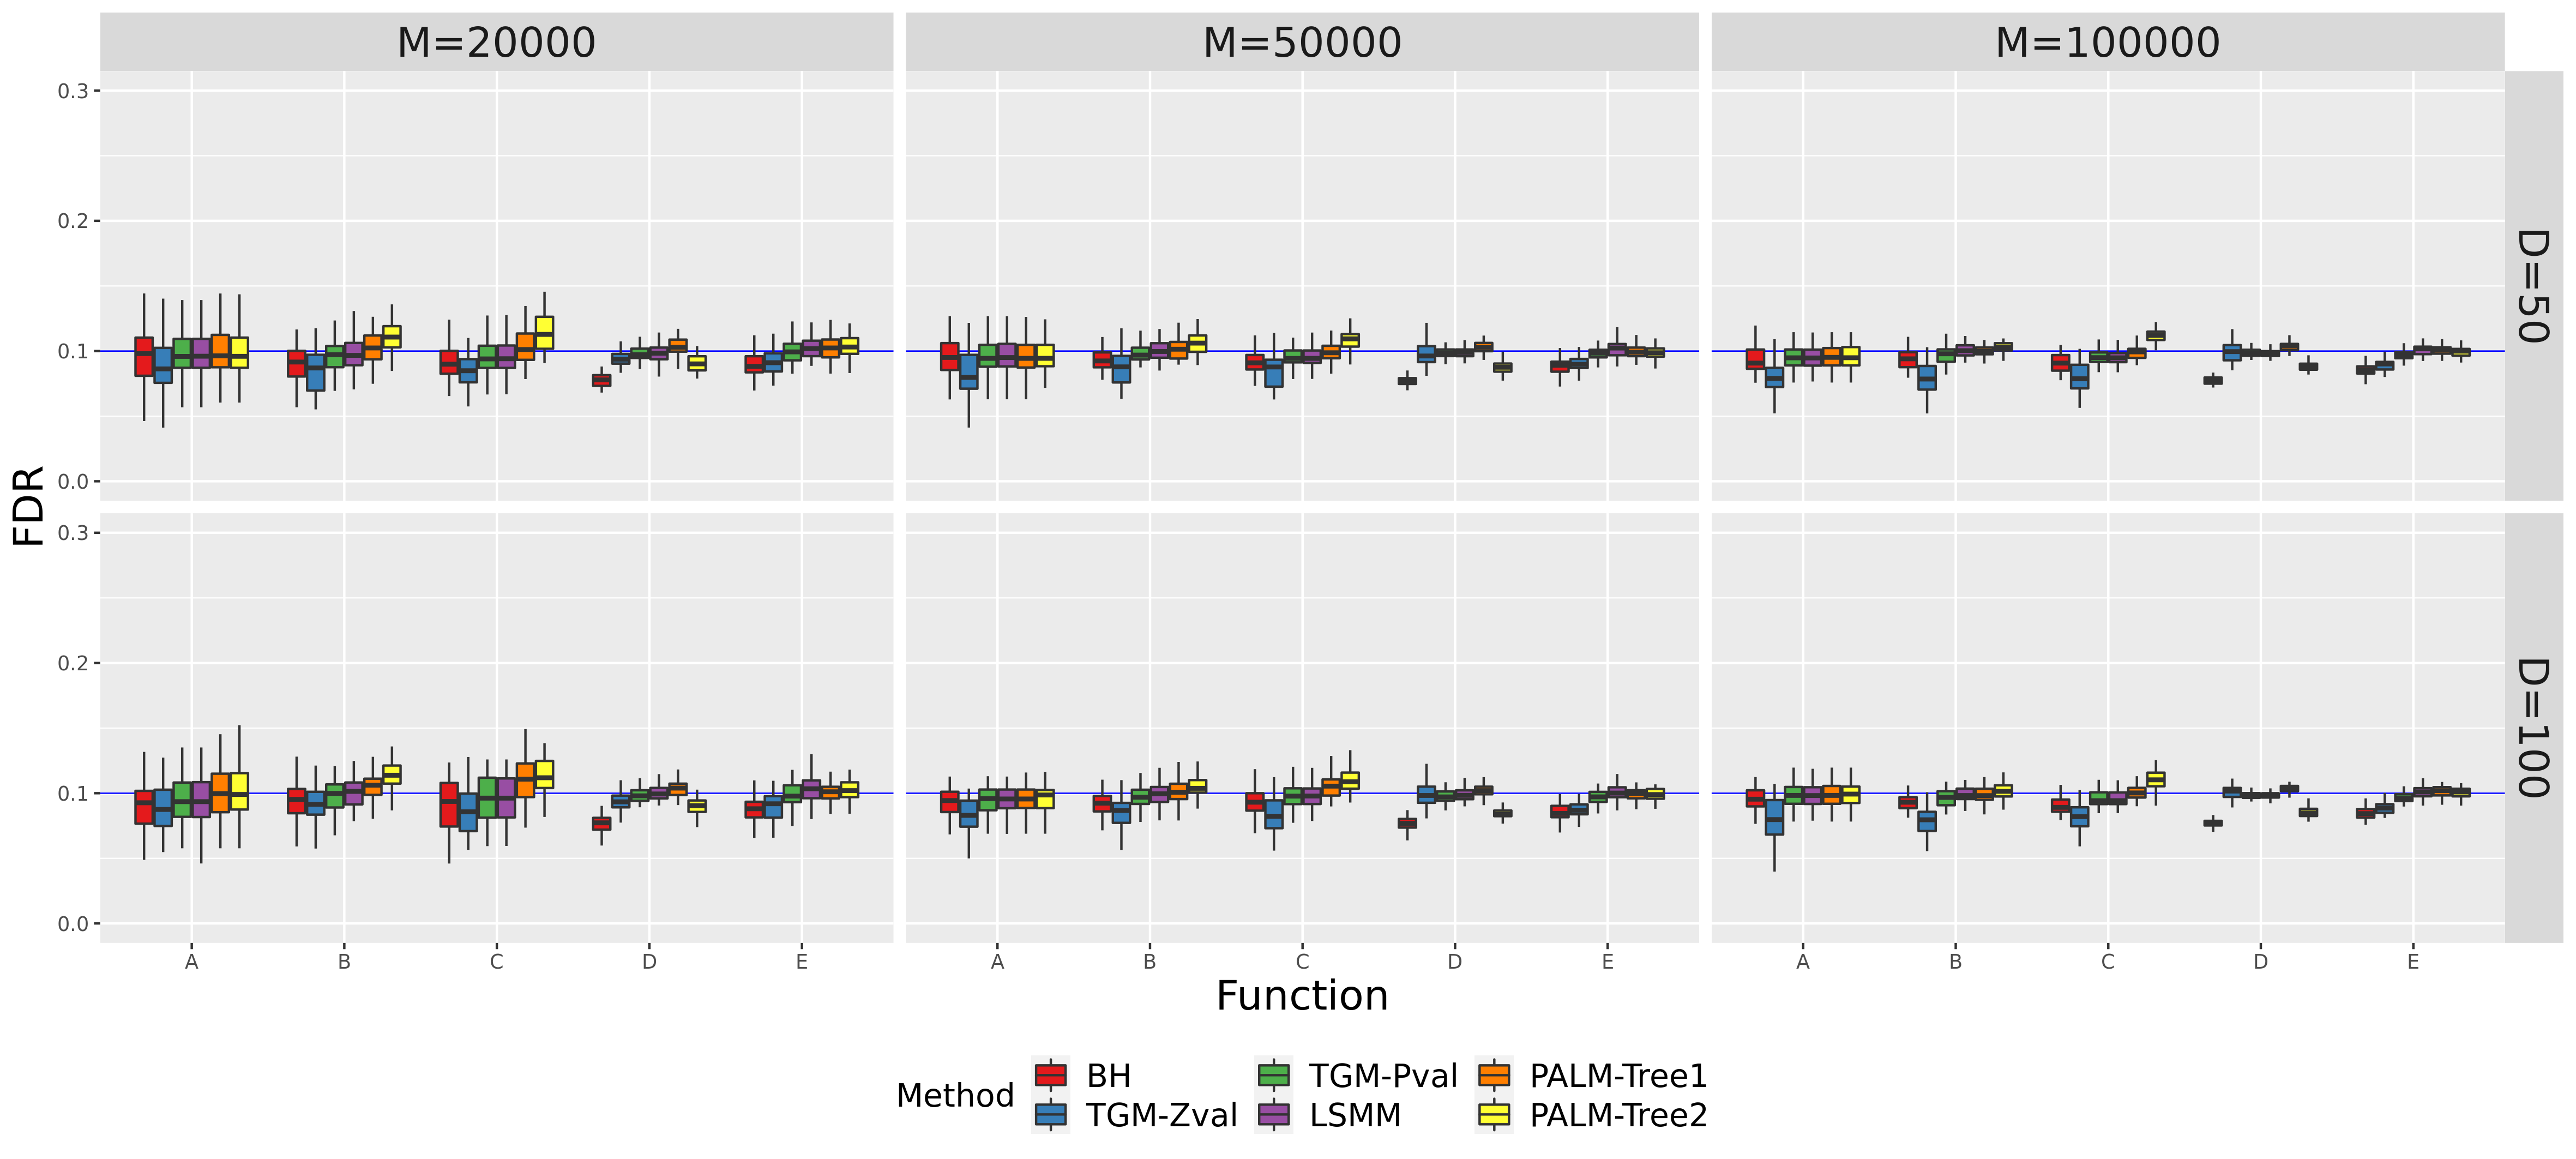 M=20000 M=50000 M=100000
0.3
0.2
0.1
0.0
D=50
FDR
0.3
0.2
0.1
0.0
D=100
A B C D E A B C D E A B C D E
Function
Method
BH TGM-Pval PALM-Tree1
TGM-Zval LSMM PALM-Tree2